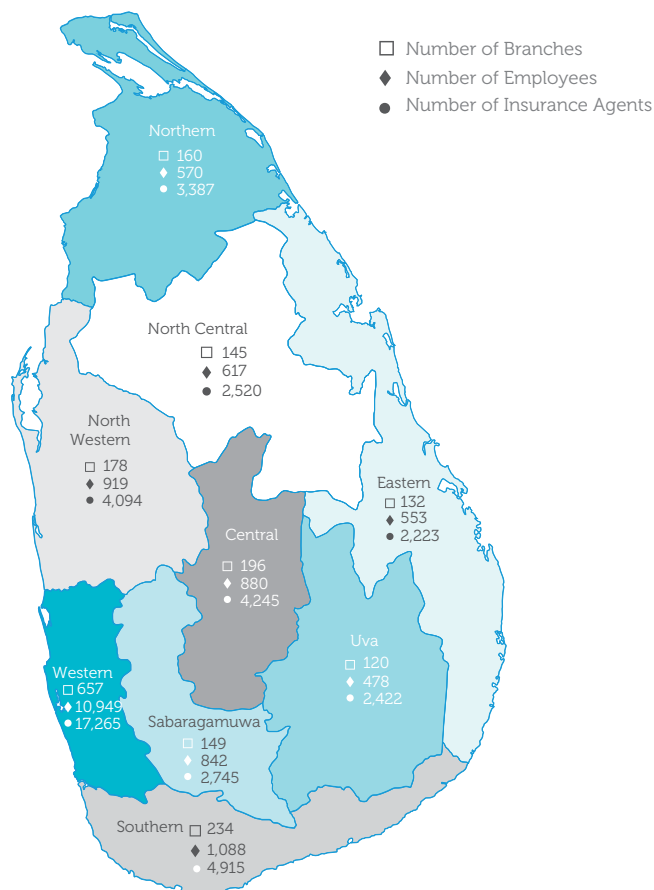 Number of Branches
Number of Employees
Number of Insurance Agents
Northern
160
570
3,387
North Central
145
617
2,520
North
Western
178
919
4,094
Eastern
132
553
2,223
Central
196
880
4,245
Uva
120
478
2,422
Western
657
10,949
17,265
Sabaragamuwa
149
842
2,745
Southern 234
1,088
4,915